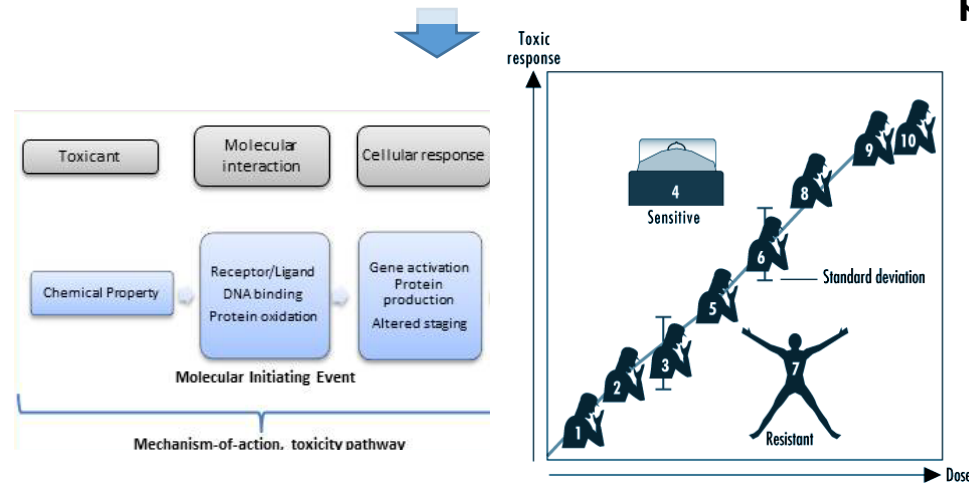 Toxicant
Molecular
interaction
Cellular response
Chemical Property
Receptor/Ligand
DNA binding
Protein oxidation
Gene activation
Protein
production
Altered staging
Molecular Initiating Event
Mechanism-of-action, toxicity pathway
Toxic
response
4
Sensitive
9
10
8
6
Standard deviation
5
3
2
7
1
Resistant
Dose